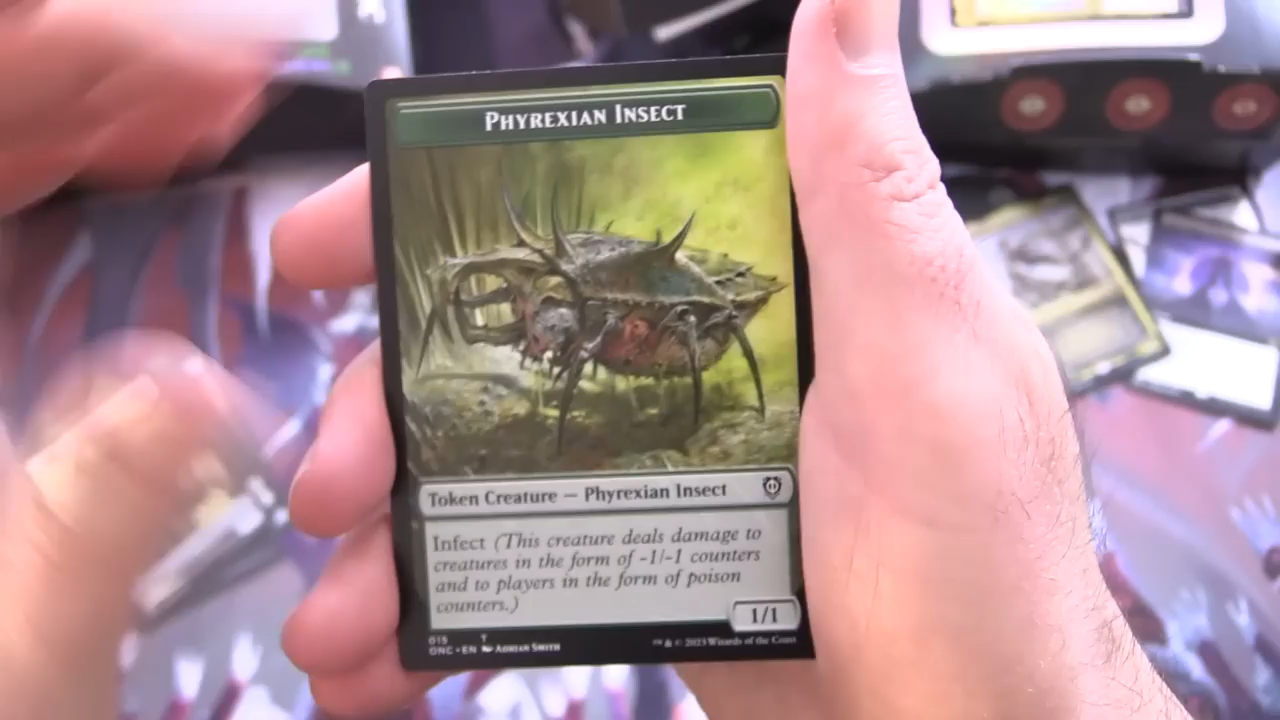 PHYREXIAN INSECT
Token Creature — Phyrexian Insect
Infect (This creature deals damage to
creatures in the form of -1/-1 counters
and to players in the form of poison
counters.)
1/1
015 T
ONC • EN ADRIAN SMITH
™ & © 2023 Wizards of the Coast